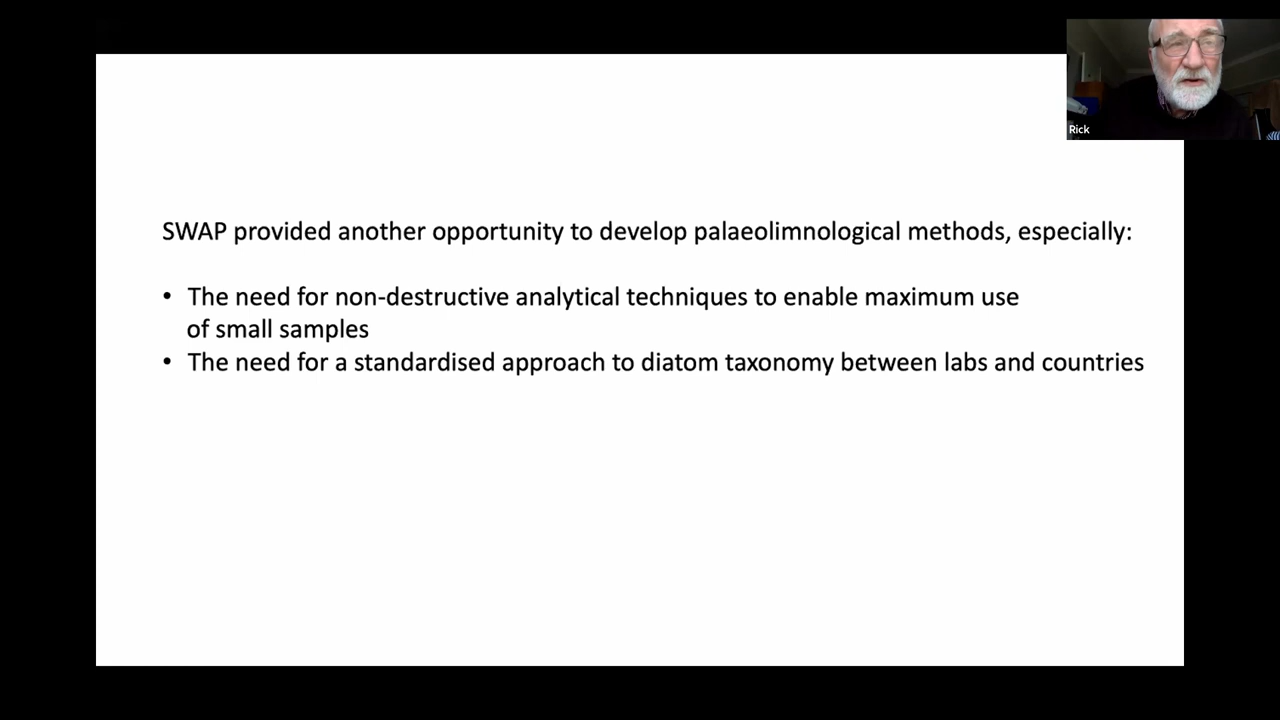 Rick
SWAP provided another opportunity to develop palaeolimnological methods, especially:
• The need for non-destructive analytical techniques to enable maximum use
of small samples
• The need for a standardised approach to diatom taxonomy between labs and countries